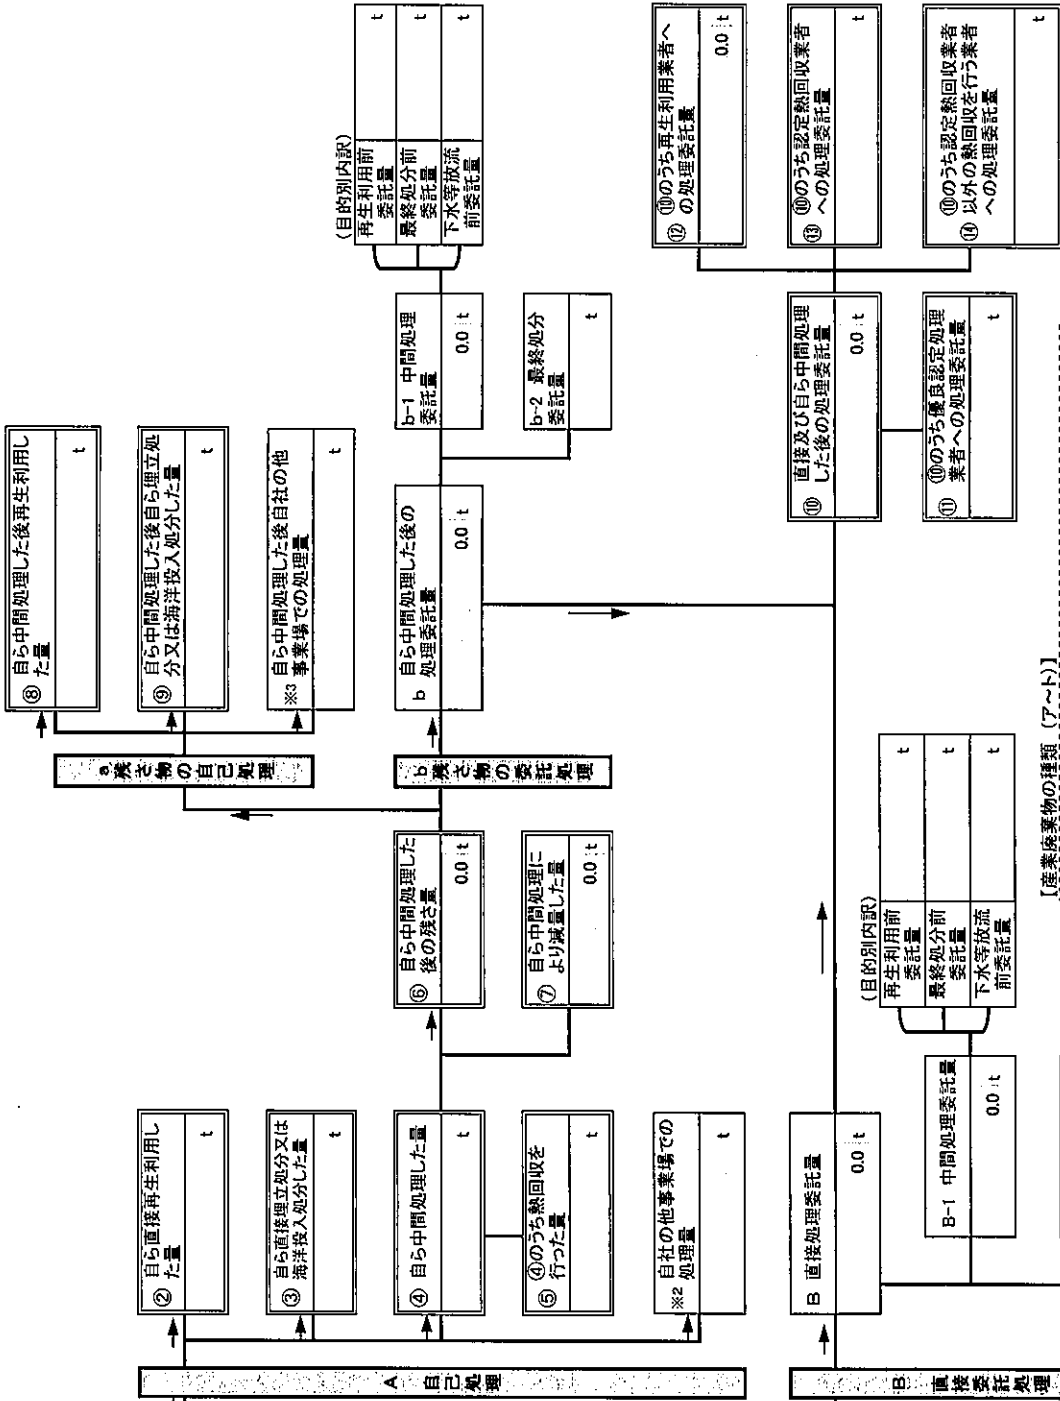 A 自己処理
② 自ら直接再生利用し
た量
t
③ 自ら直接埋立処分又は
海洋投入処分した量
t
④ 自ら中間処理した量
t
⑤ ④のうち熱回収を
行った量
t
※2 自社の他事業場での
処理量
t
⑥ 自ら中間処理した
後の残さ量
0.0 t
⑦ 自ら中間処理に
より減量した量
0.0 t
a 残さ物の自己処理
⑧ 自ら中間処理した後再生利用し
た量
t
⑨ 自ら中間処理した後自ら埋立処
分又は海洋投入処分した量
t
※3 自ら中間処理した後自社の他
事業場での処理量
t
b 残さ物の委託処理
b 自ら中間処理した後の
処理委託量
0.0 t
b-1 中間処理
委託量
0.0 t
b-2 最終処分
委託量
t
(目的別内訳)
再生利用前
委託量
t
最終処分前
委託量
t
下水等放流
前委託量
t
B 直接委託処理
B 直接処理委託量
0.0 t
B-1 中間処理委託量
0.0 t
(目的別内訳)
再生利用前
委託量
t
最終処分前
委託量
t
下水等放流
前委託量
t
⑩ 直接及び自ら中間処理
した後の処理委託量
0.0 t
⑪ ⑩のうち優良認定処理
業者への処理委託量
t
⑫ ⑩のうち再生利用業者へ
の処理委託量
0.0 t
⑬ ⑩のうち認定熱回収業者
への処理委託量
t
⑭ ⑩のうち認定熱回収業者
以外の熱回収を行う業者
への処理委託量
t
【産業廃棄物の種類(ア～ト)】